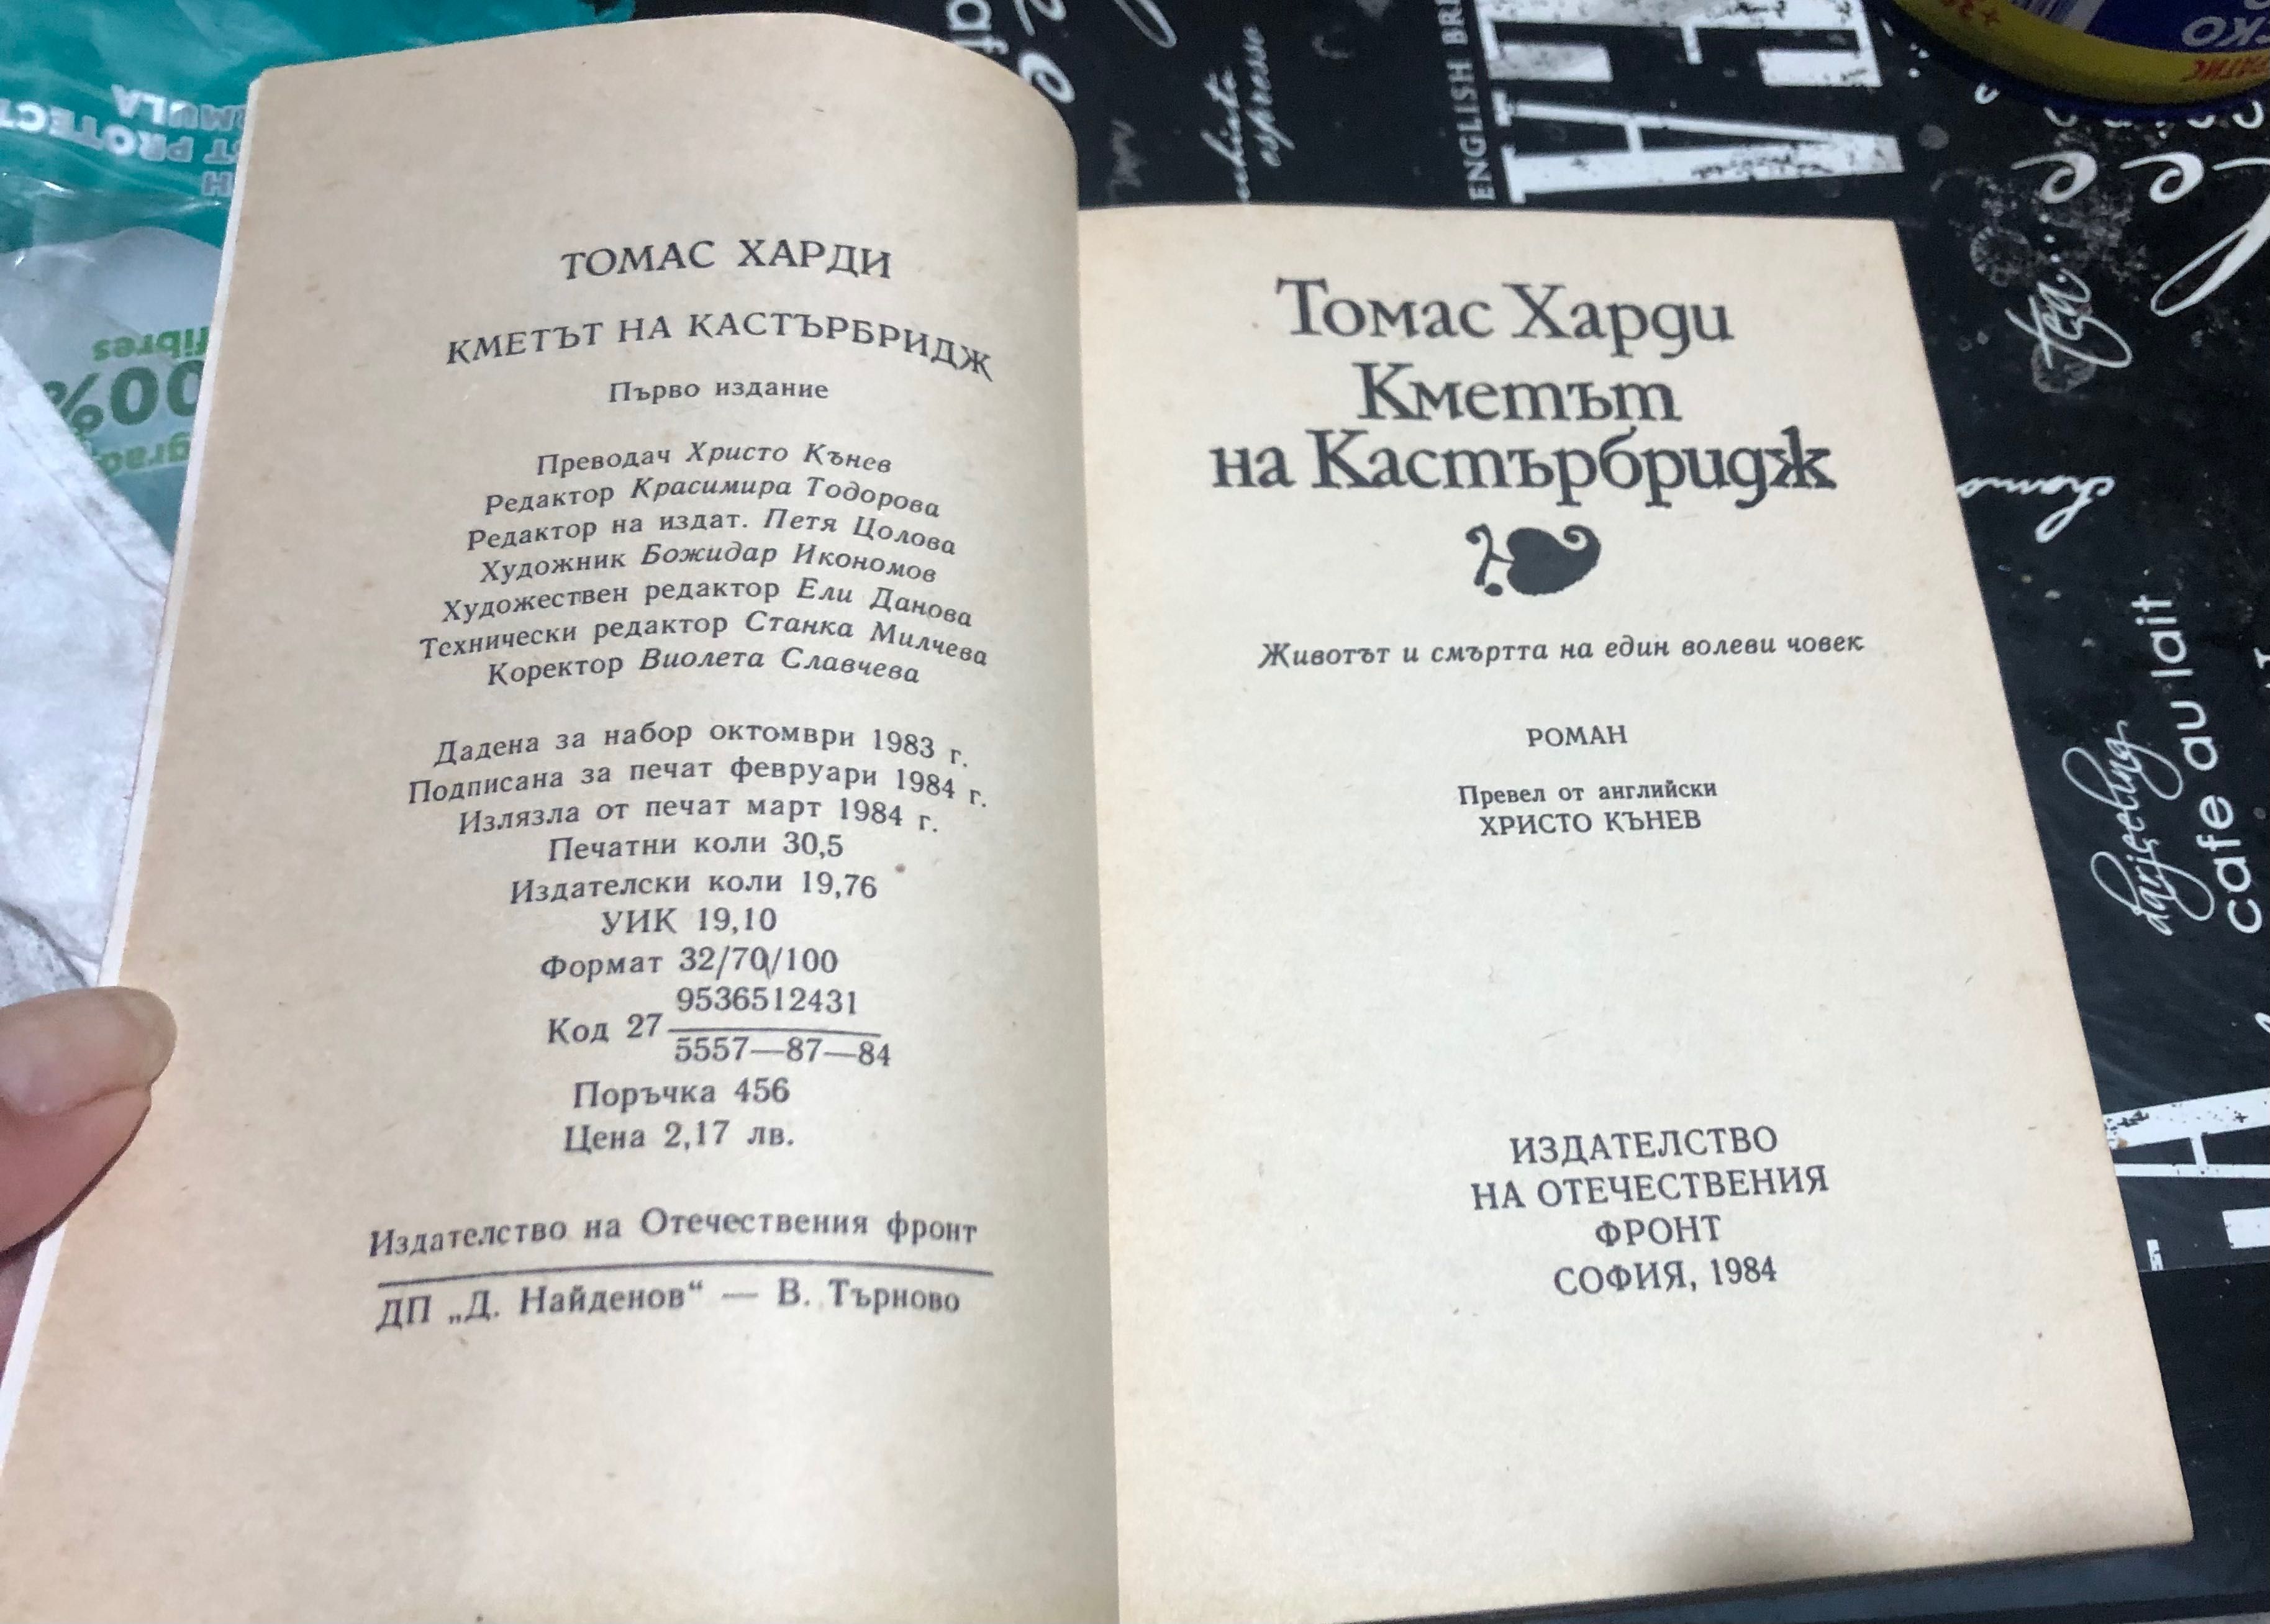 ТОМАС ХАРДИ
КМЕТЪТ НА КАСТЪРБРИДЖ
Първо издание
Преводач Христо Кънев
Редактор Красимира Тодорова
Редактор на издат. Петя Цолова
Художник Божидар Икономов
Художествен редактор Ели Данова
Технически редактор Станка Милчева
Коректор Виолета Славчева
Дадена за набор октомври 1983 г.
Подписана за печат февруари 1984 г.
Излязла от печат март 1984 г.
Печатни коли 30,5
Издателски коли 19,76
УИК 19,10
Формат 32/70/100
9536512431
Код 27
5557—87—84
Поръчка 456
Цена 2,17 лв.
Издателство на Отечествения фронт
ДП „Д. Найденов“ — В. Търново
Томас Харди
Кметът
на Кастърбридж
Животът и смъртта на един волеви човек
РОМАН
Превел от английски
ХРИСТО КЪНЕВ
ИЗДАТЕЛСТВО
НА ОТЕЧЕСТВЕНИЯ
ФРОНТ
СОФИЯ, 1984
espresso
tea
darjeeling
cafe au lait